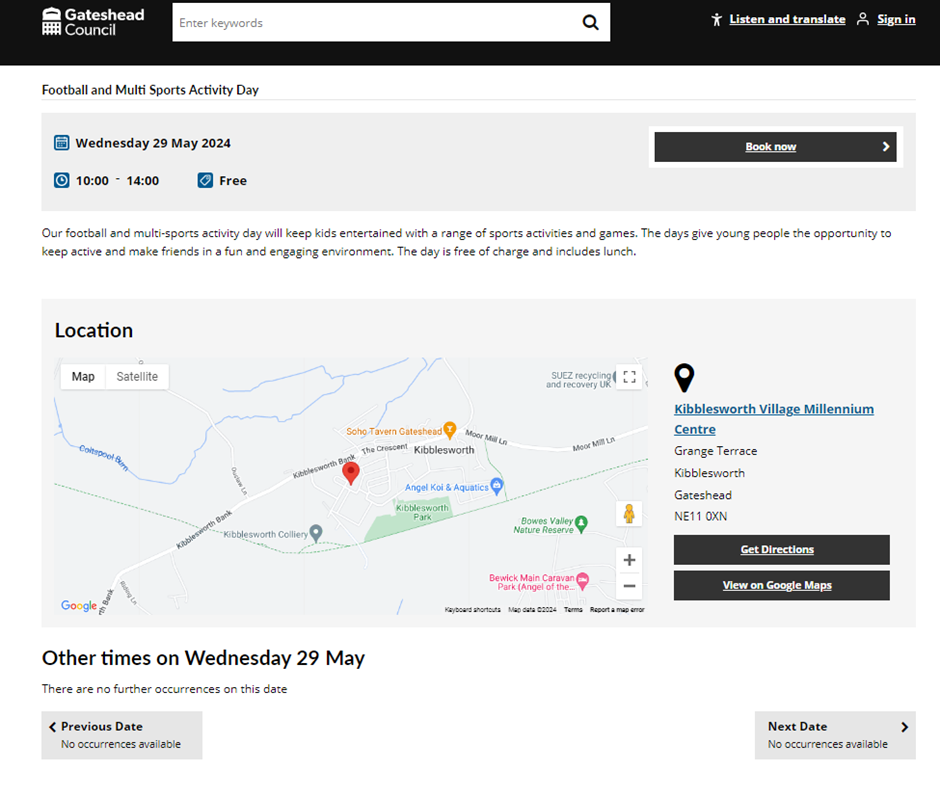 Gateshead
Council
Enter keywords
Listen and translate
Sign in
Football and Multi Sports Activity Day
Wednesday 29 May 2024
Book now
10:00 - 14:00
Free
Our football and multi-sports activity day will keep kids entertained with a range of sports activities and games. The days give young people the opportunity to
keep active and make friends in a fun and engaging environment. The day is free of charge and includes lunch.
Location
Map
Satellite
SUEZ recycling
and recovery UK
Soho Tavern Gateshead
Moor Mill Ln
Moor Mill Ln
The Crescent
Kibblesworth
Coltspool Burn
Kibblesworth Bank
Angel Koi & Aquatics
Kibblesworth
Park
Kibblesworth Bank
Kibblesworth Colliery
Bowes Valley
Nature Reserve
Bewick Main Caravan
Park (Angel of the...
Google
Keyboard shortcuts
Map data ©2024
Terms
Report a map error
Kibblesworth Village Millennium
Centre
Grange Terrace
Kibblesworth
Gateshead
NE11 0XN
Get Directions
View on Google Maps
Other times on Wednesday 29 May
There are no further occurrences on this date
Previous Date
No occurrences available
Next Date
No occurrences available